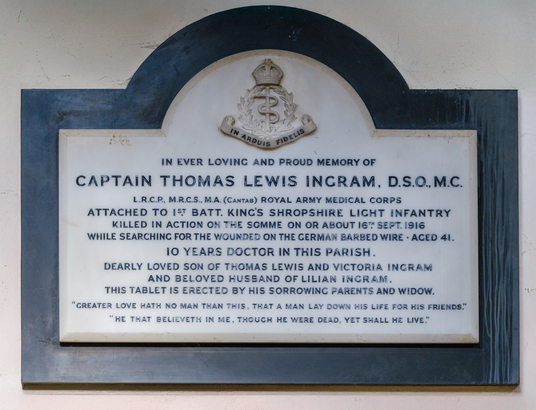 IN ARDUIS FIDELIS
IN EVER LOVING AND PROUD MEMORY OF
CAPTAIN THOMAS LEWIS INGRAM, D.S.O., M.C.
L.R.C.P., M.R.C.S., M.A. (CANTAB) ROYAL ARMY MEDICAL CORPS
ATTACHED TO 1ST BATT. KING'S SHROPSHIRE LIGHT INFANTRY
KILLED IN ACTION ON THE SOMME ON OR ABOUT 16TH SEPT. 1916
WHILE SEARCHING FOR THE WOUNDED ON THE GERMAN BARBED WIRE · AGED 41.
10 YEARS DOCTOR IN THIS PARISH.
DEARLY LOVED SON OF THOMAS LEWIS AND VICTORIA INGRAM
AND BELOVED HUSBAND OF LILIAN INGRAM.
THIS TABLET IS ERECTED BY HIS SORROWING PARENTS AND WIDOW.
"GREATER LOVE HATH NO MAN THAN THIS, THAT A MAN LAY DOWN HIS LIFE FOR HIS FRIENDS."
"HE THAT BELIEVETH IN ME, THOUGH HE WERE DEAD, YET SHALL HE LIVE."